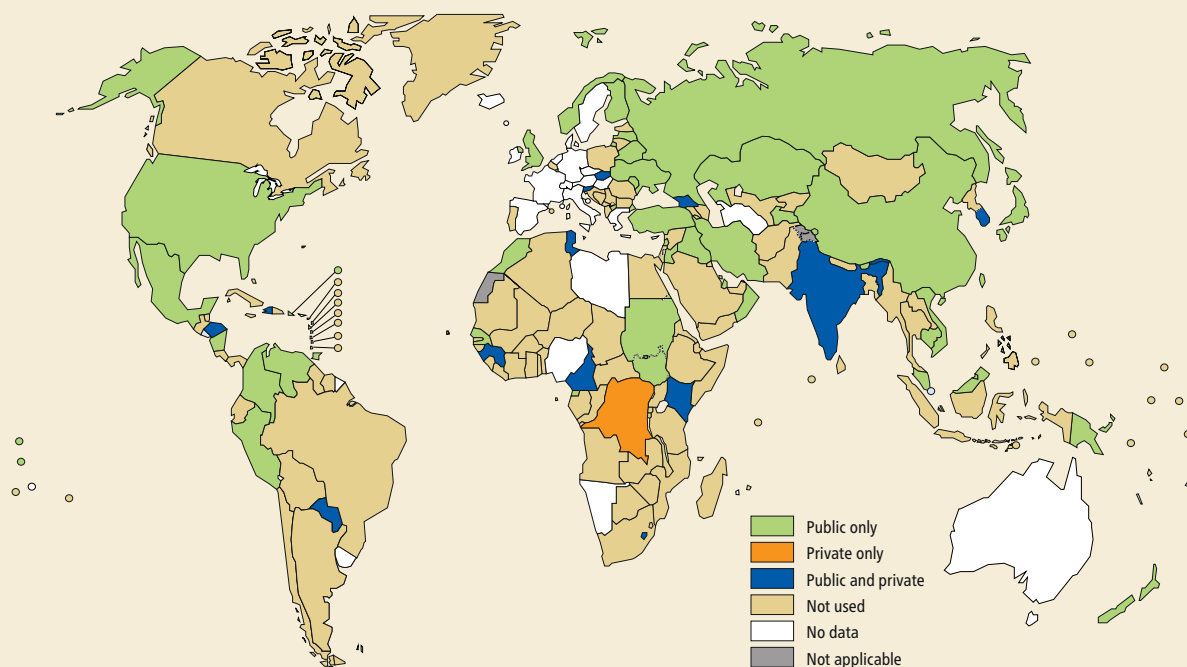 Public only
Private only
Public and private
Not used
No data
Not applicable